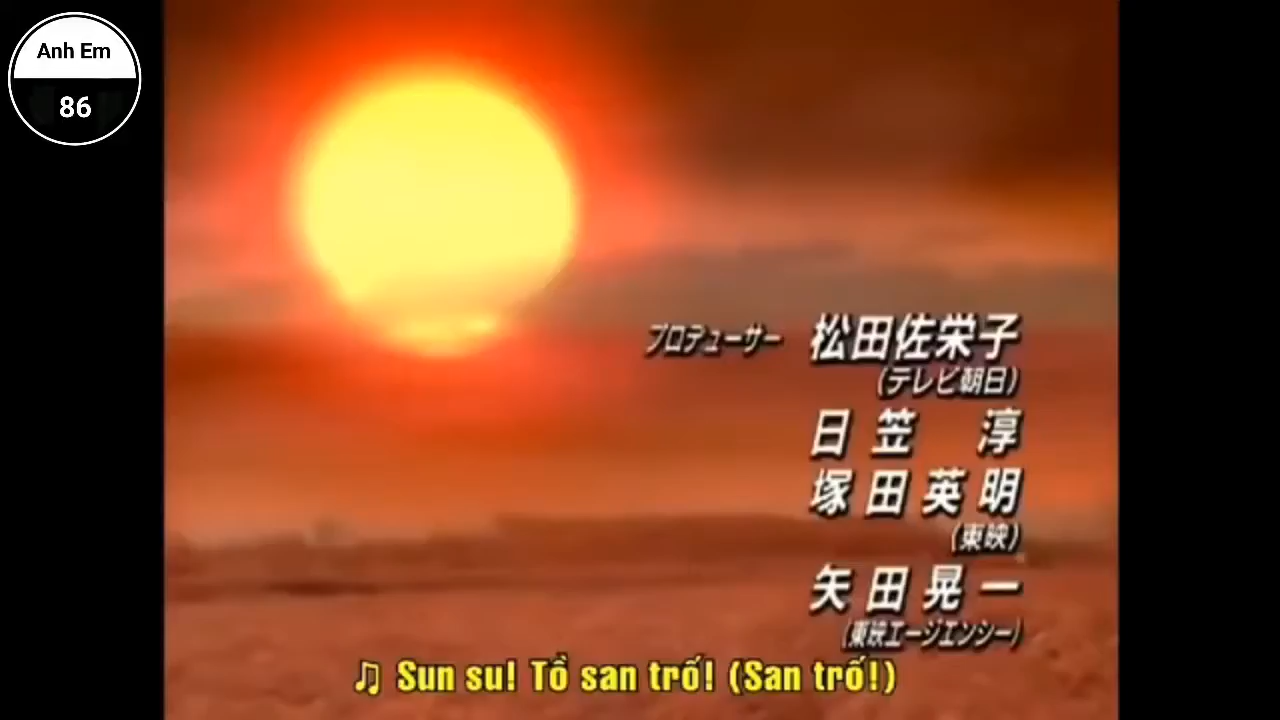 Anh Em
86
プロデューサー 松田佐栄子
(テレビ朝日)
日笠 淳
塚田英明
(東映)
矢田晃一
(東映エージエンシー)
♫ Sun su! Tồ san trố! (San trố!)